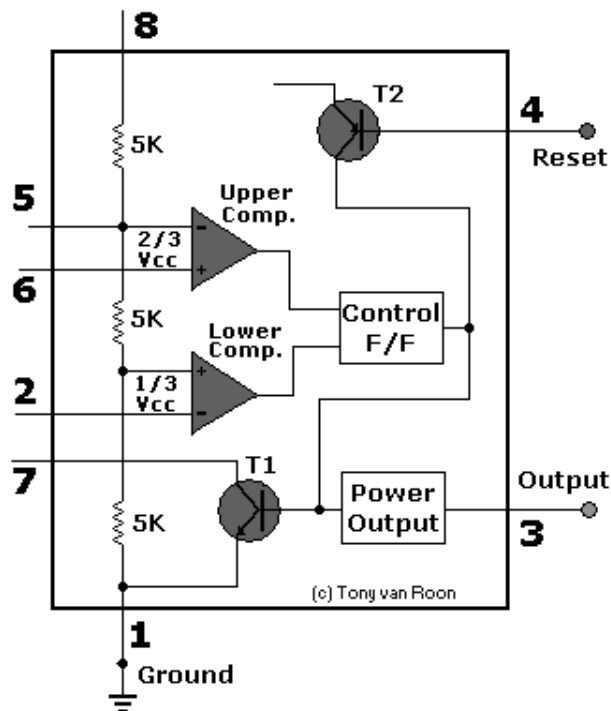 8
T2
4
5K
Reset
Upper
Comp.
5
-
2/3
Vcc
+
6
Control
F/F
5K
Lower
Comp.
+
1/3
Vcc
-
2
7
T1
Output
Power
Output
5K
3
(c) Tony van Roon
1
Ground